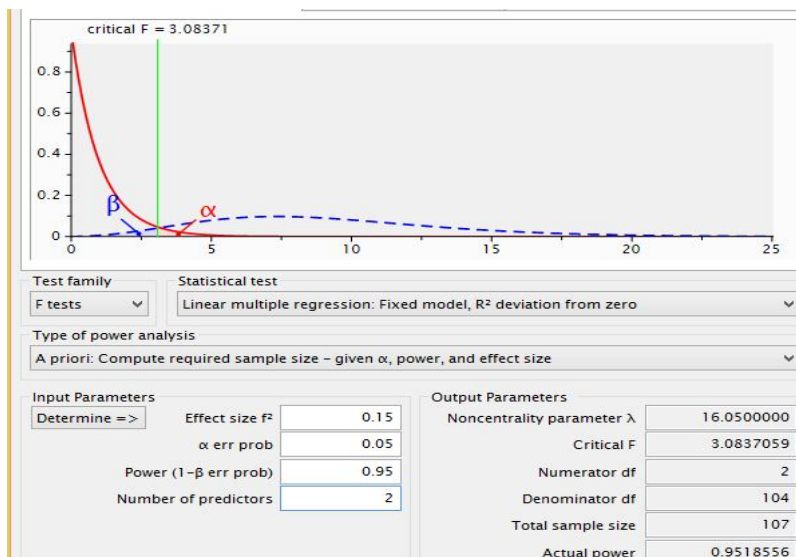 critical F = 3.08371
0.8
0.6
0.4
0.2
0
β
α
0 5 10 15 20 25
Test family Statistical test
F tests Linear multiple regression: Fixed model, R² deviation from zero
Type of power analysis
A priori: Compute required sample size – given α, power, and effect size
Input Parameters Output Parameters
Determine => Effect size f² 0.15 Noncentrality parameter λ 16.0500000
α err prob 0.05 Critical F 3.0837059
Power (1-β err prob) 0.95 Numerator df 2
Number of predictors 2 Denominator df 104
Total sample size 107
Actual power 0.9518556